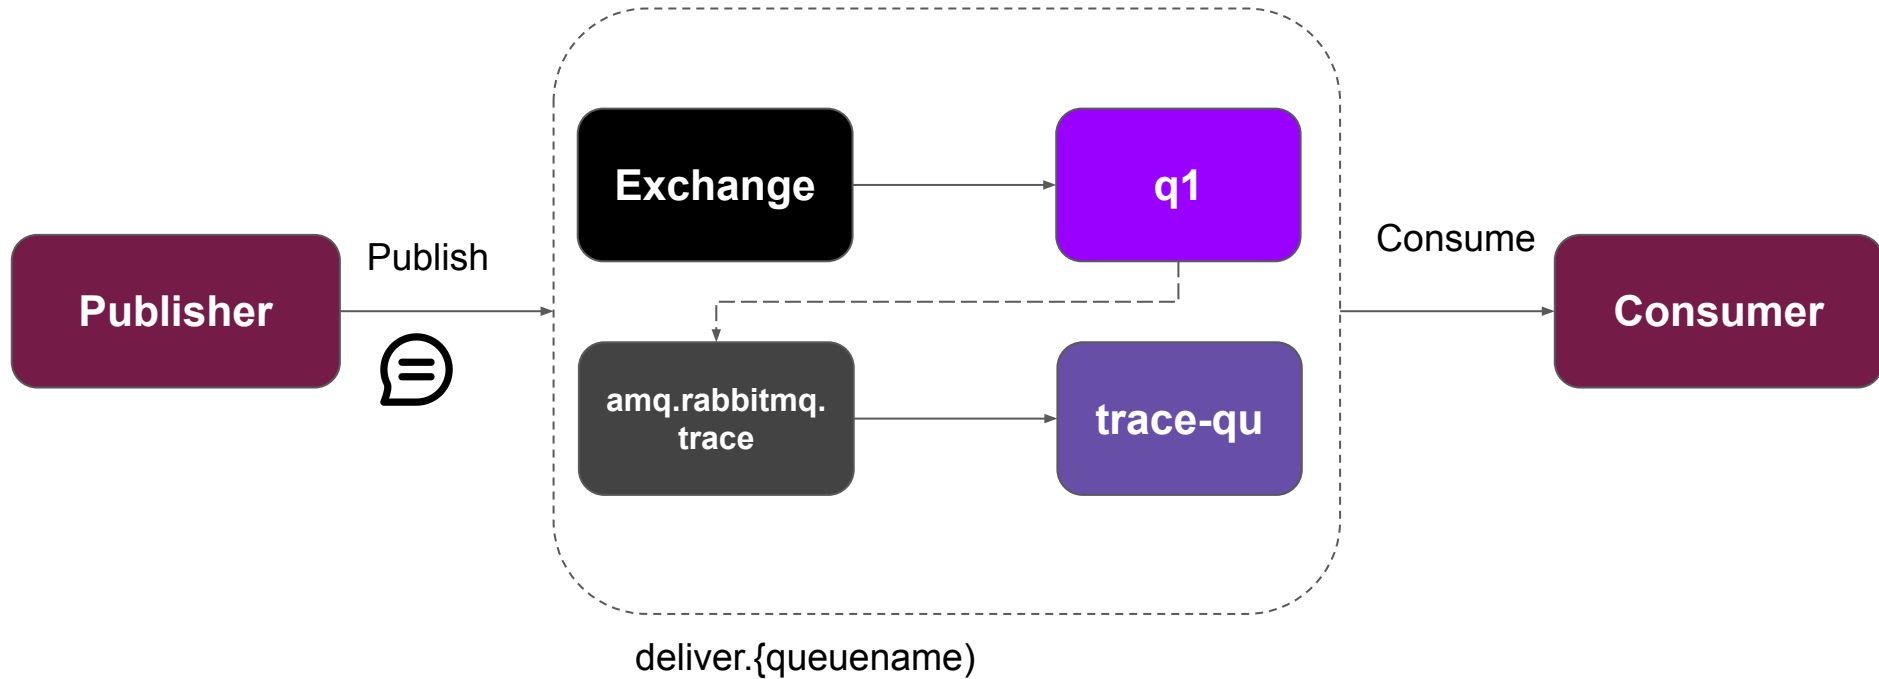 Publisher
Publish
Exchange
q1
amq.rabbitmq.
trace
trace-qu
Consume
Consumer
deliver.{queuename)